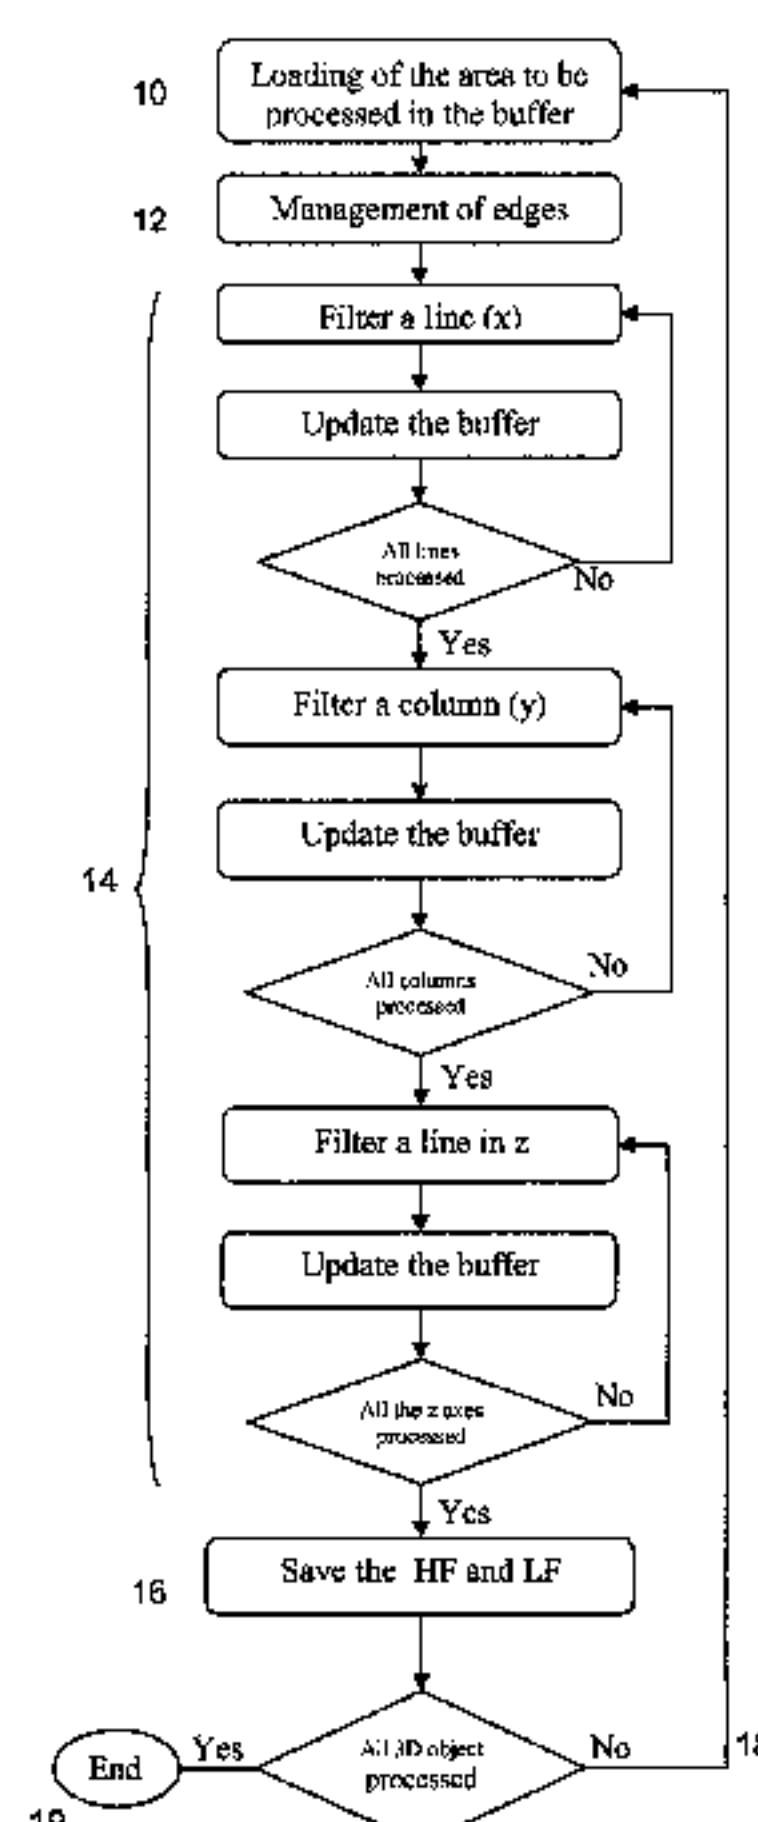 10
Loading of the area to be
processed in the buffer
12
Management of edges
Filter a line (x)
Update the buffer
All lines
processed
No
Yes
Filter a column (y)
Update the buffer
14
All columns
processed
No
Yes
Filter a line in z
Update the buffer
All the z axes
processed
No
Yes
16
Save the HF and LF
All 3D object
processed
Yes
No
End
18
19